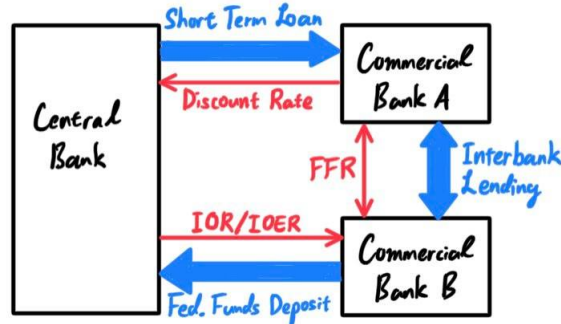 Short Term Loan
Central
Bank
Discount Rate
Commercial
Bank A
FFR
Interbank
Lending
IOR/IOER
Fed. Funds Deposit
Commercial
Bank B